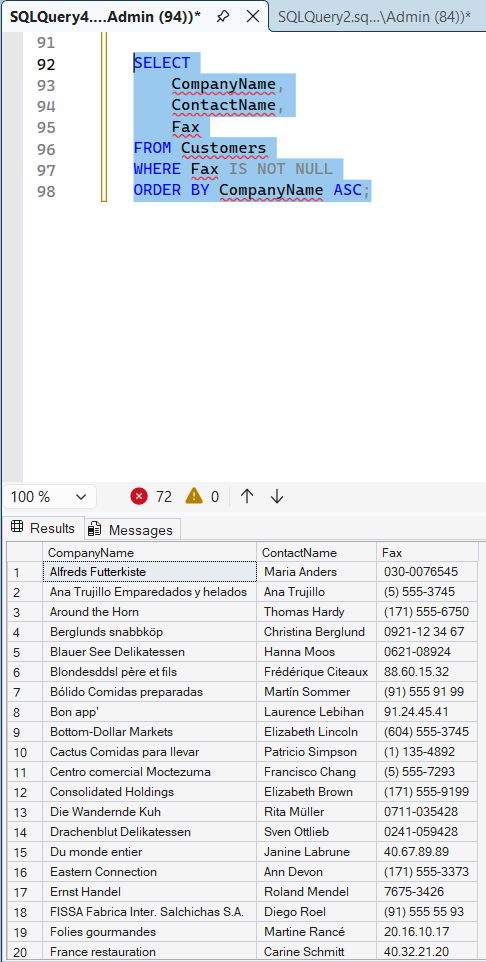 SQLQuery4....Admin (94))* SQLQuery2.sq...\Admin (84))*
91
92 SELECT
93 CompanyName,
94 ContactName,
95 Fax
96 FROM Customers
97 WHERE Fax IS NOT NULL
98 ORDER BY CompanyName ASC;
100 % 72 0
Results Messages
CompanyName ContactName Fax
1 Alfreds Futterkiste Maria Anders 030-0076545
2 Ana Trujillo Emparedados y helados Ana Trujillo (5) 555-3745
3 Around the Horn Thomas Hardy (171) 555-6750
4 Berglunds snabbköp Christina Berglund 0921-12 34 67
5 Blauer See Delikatessen Hanna Moos 0621-08924
6 Blondesddsl père et fils Frédérique Citeaux 88.60.15.32
7 Bólido Comidas preparadas Martín Sommer (91) 555 91 99
8 Bon app' Laurence Lebihan 91.24.45.41
9 Bottom-Dollar Markets Elizabeth Lincoln (604) 555-3745
10 Cactus Comidas para llevar Patricio Simpson (1) 135-4892
11 Centro comercial Moctezuma Francisco Chang (5) 555-7293
12 Consolidated Holdings Elizabeth Brown (171) 555-9199
13 Die Wandernde Kuh Rita Müller 0711-035428
14 Drachenblut Delikatessen Sven Ottlieb 0241-059428
15 Du monde entier Janine Labrune 40.67.89.89
16 Eastern Connection Ann Devon (171) 555-3373
17 Ernst Handel Roland Mendel 7675-3426
18 FISSA Fabrica Inter. Salchichas S.A. Diego Roel (91) 555 55 93
19 Folies gourmandes Martine Rancé 20.16.10.17
20 France restauration Carine Schmitt 40.32.21.20